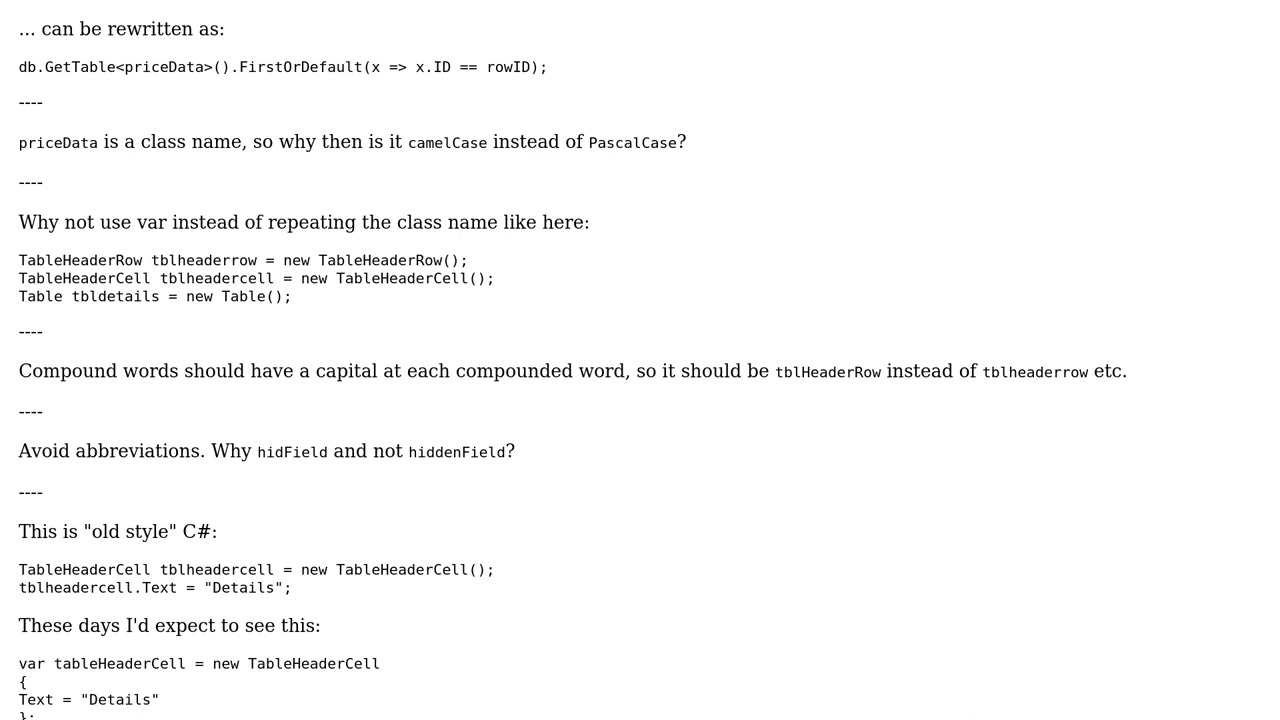 ... can be rewritten as:
db.GetTable<priceData>().FirstOrDefault(x => x.ID == rowID);
----
priceData is a class name, so why then is it camelCase instead of PascalCase?
----
Why not use var instead of repeating the class name like here:
TableHeaderRow tblheaderrow = new TableHeaderRow();
TableHeaderCell tblheadercell = new TableHeaderCell();
Table tbldetails = new Table();
----
Compound words should have a capital at each compounded word, so it should be tblHeaderRow instead of tblheaderrow etc.
----
Avoid abbreviations. Why hidField and not hiddenField?
----
This is "old style" C#:
TableHeaderCell tblheadercell = new TableHeaderCell();
tblheadercell.Text = "Details";
These days I'd expect to see this:
var tableHeaderCell = new TableHeaderCell
{
Text = "Details"
};